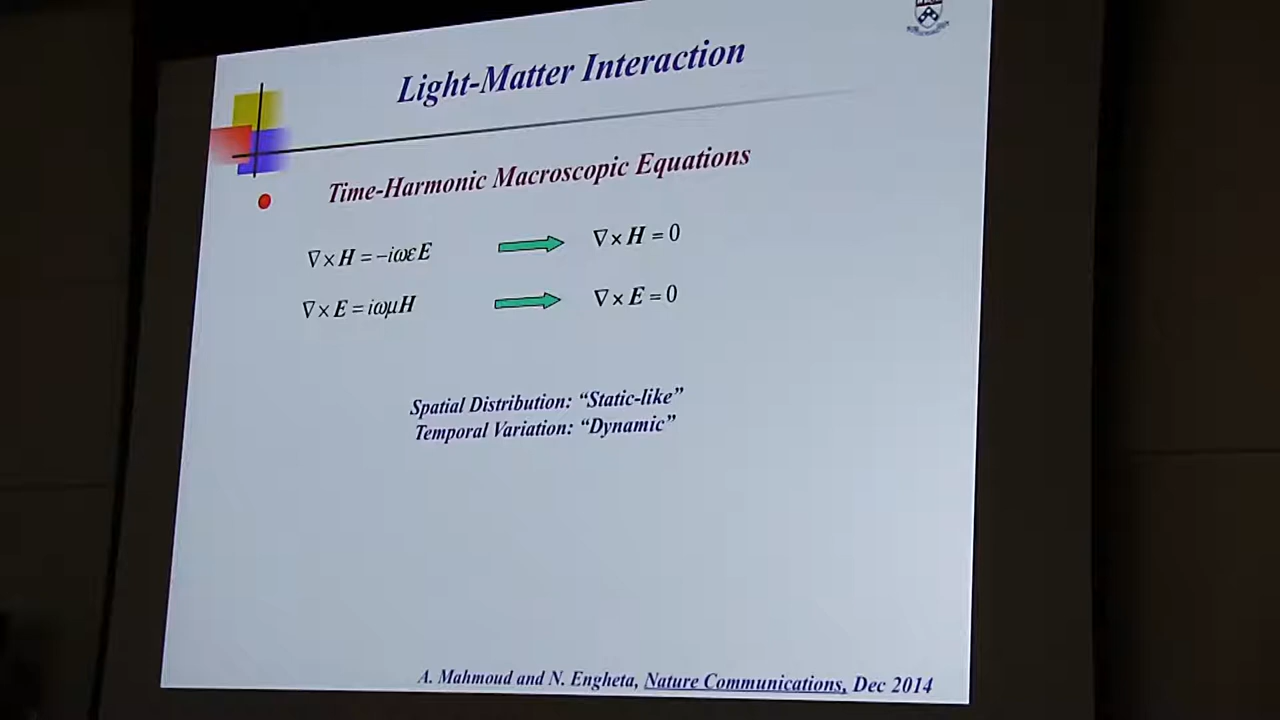 Light-Matter Interaction
Time-Harmonic Macroscopic Equations
∇×H = −iωεE
∇×H = 0
∇×E = iωμH
∇×E = 0
Spatial Distribution: “Static-like”
Temporal Variation: “Dynamic”
A. Mahmoud and N. Engheta, Nature Communications, Dec 2014